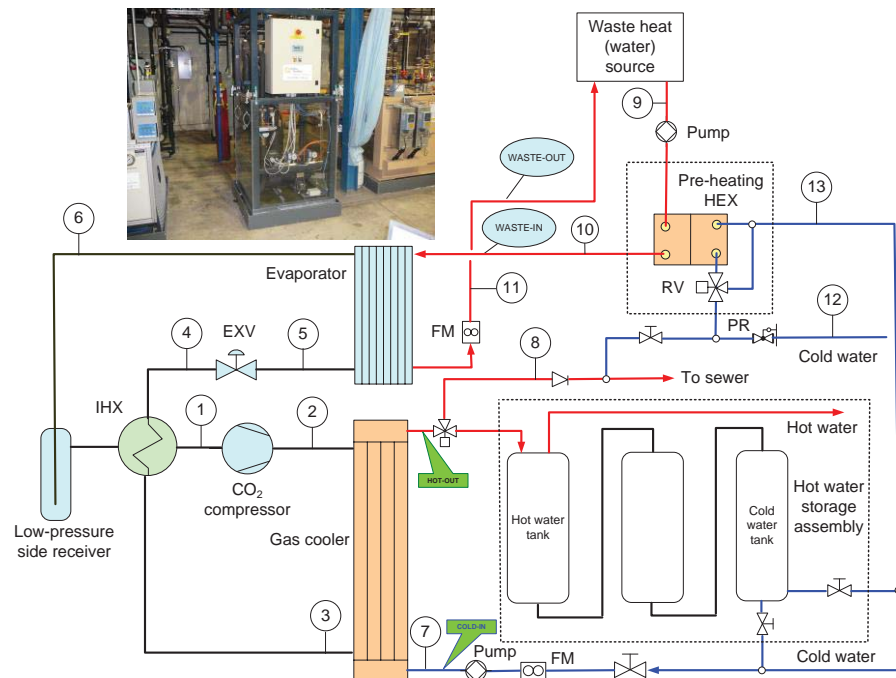 Waste heat
(water)
source
9
Pump
WASTE-OUT
Pre-heating
HEX
13
6
WASTE-IN
10
Evaporator
11
RV
12
4
EXV
5
FM
PR
Cold water
8
To sewer
IHX
1
2
Hot water
HOT-OUT
CO₂
compressor
Low-pressure
side receiver
Gas cooler
Hot water
tank
Cold
water
tank
Hot water
storage
assembly
3
7
COLD-IN
Pump
FM
Cold water